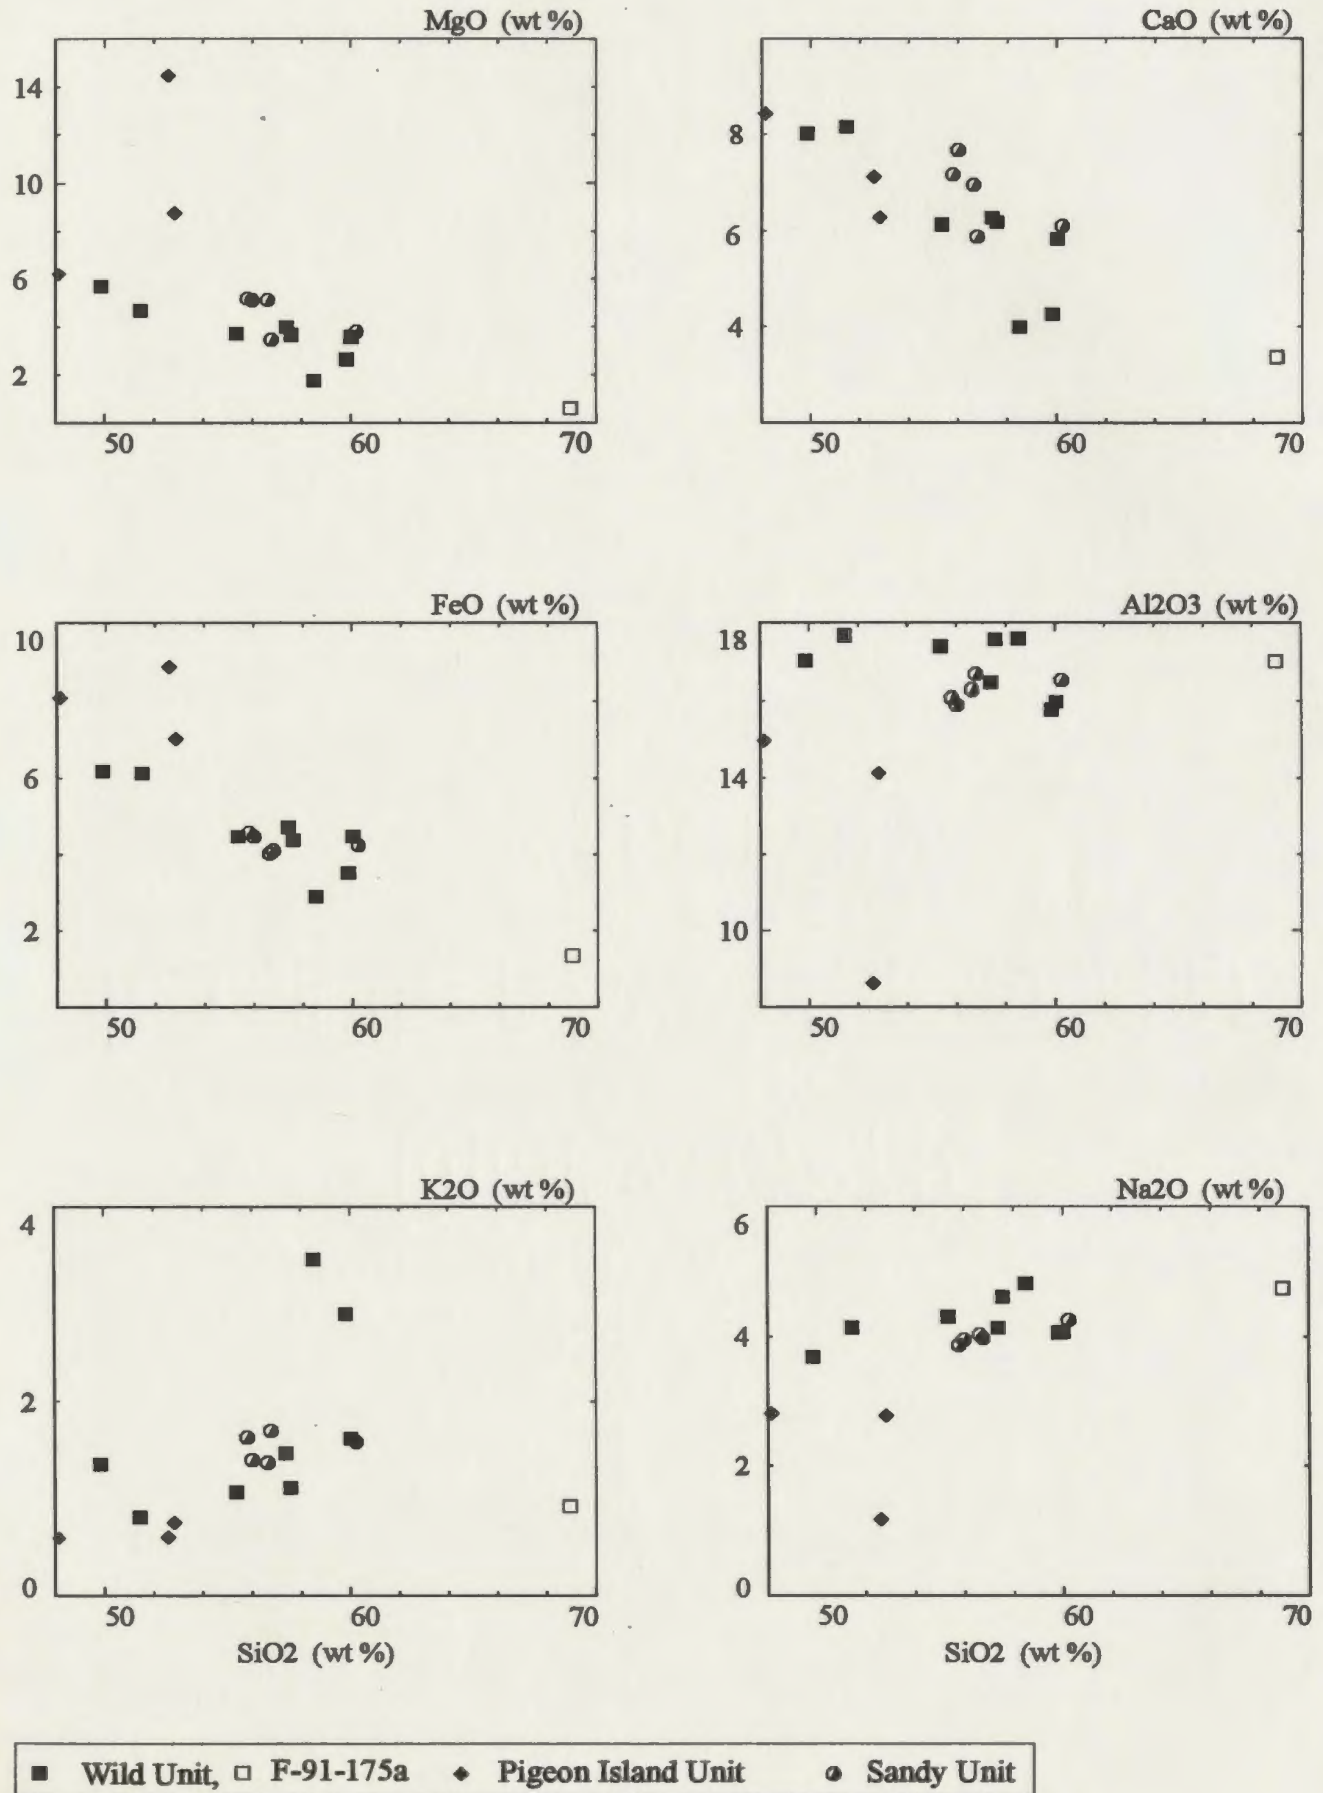 MgO (wt %)
14
10
6
2
50 60 70
CaO (wt %)
8
6
4
50 60 70
FeO (wt %)
10
6
2
50 60 70
Al2O3 (wt %)
18
14
10
50 60 70
K2O (wt %)
4
2
0
50 60 70
SiO2 (wt %)
Na2O (wt %)
6
4
2
0
50 60 70
SiO2 (wt %)
Wild Unit, F-91-175a Pigeon Island Unit Sandy Unit